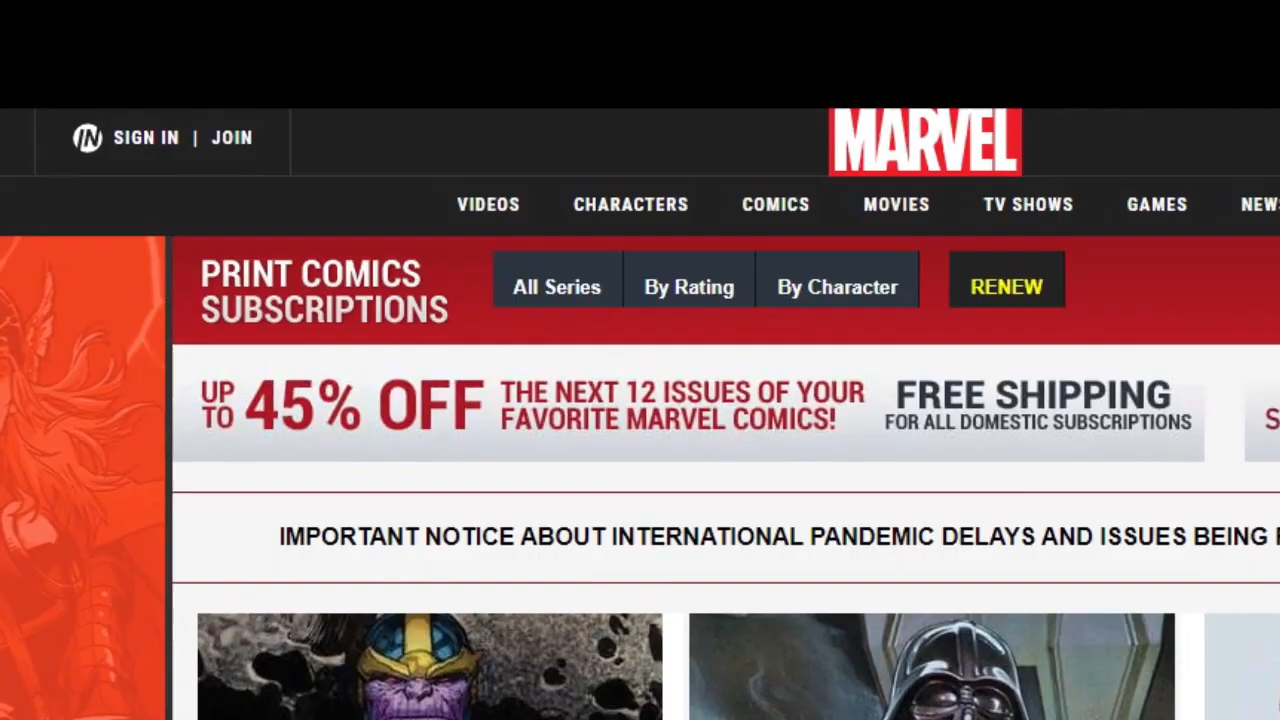 IN SIGN IN | JOIN
MARVEL
VIDEOS CHARACTERS COMICS MOVIES TV SHOWS GAMES
PRINT COMICS
SUBSCRIPTIONS
All Series By Rating By Character RENEW
UP TO 45% OFF
THE NEXT 12 ISSUES OF YOUR
FAVORITE MARVEL COMICS!
FREE SHIPPING
FOR ALL DOMESTIC SUBSCRIPTIONS
IMPORTANT NOTICE ABOUT INTERNATIONAL PANDEMIC DELAYS AND ISSUES BEING